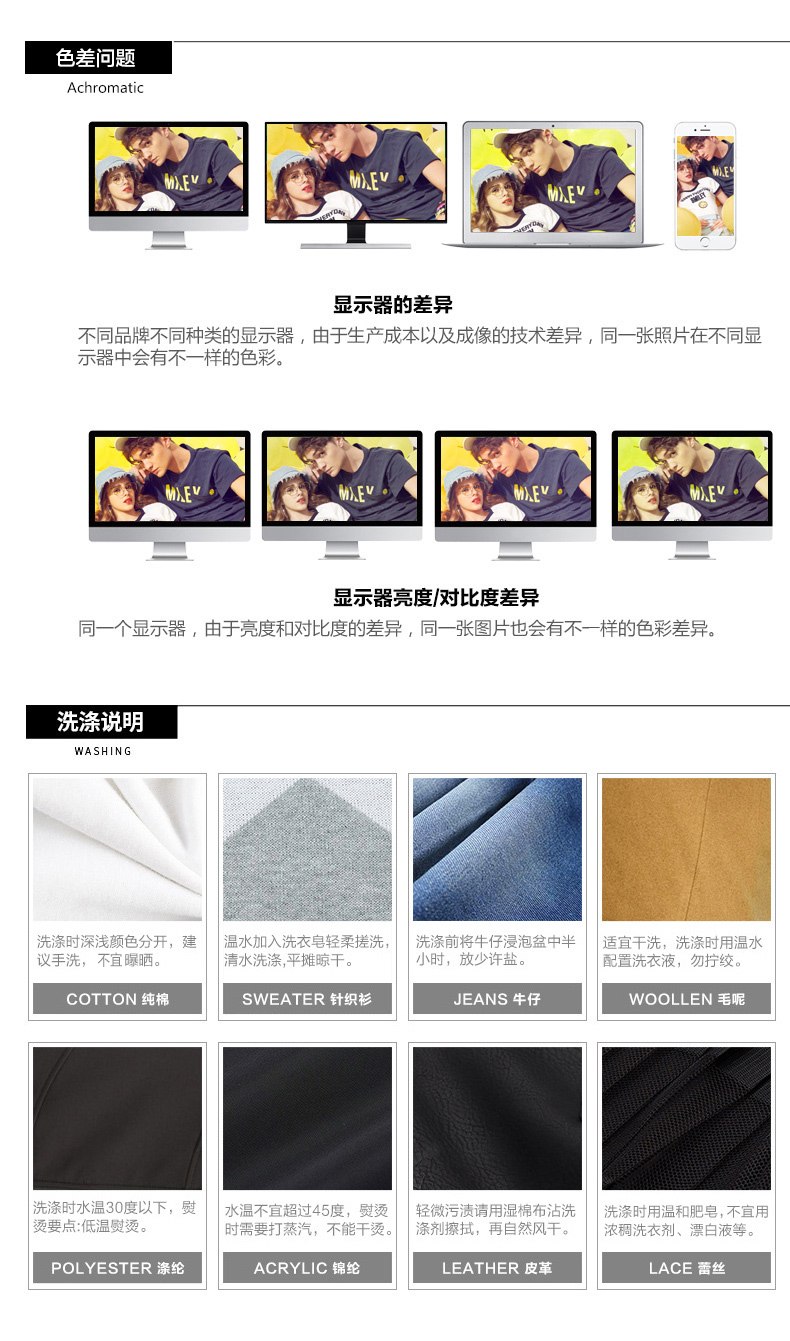 色差问题
Achromatic
MIEV
EVERYDAY
MIEV
EVERYDAY
MIEV
EVERYDAY
SMILEY
显示器的差异
不同品牌不同种类的显示器，由于生产成本以及成像的技术差异，同一张照片在不同显
示器中会有不一样的色彩。
MIEV
MIEV
MIEV
MIEV
显示器亮度/对比度差异
同一个显示器，由于亮度和对比度的差异，同一张图片也会有不一样的色彩差异。
洗涤说明
WASHING
洗涤时深浅颜色分开，建
议手洗，不宜曝晒。
COTTON 纯棉
温水加入洗衣皂轻柔搓洗，
清水洗涤,平摊晾干。
SWEATER 针织衫
洗涤前将牛仔浸泡盆中半
小时，放少许盐。
JEANS 牛仔
适宜干洗，洗涤时用温水
配置洗衣液，勿拧绞。
WOOLLEN 毛呢
洗涤时水温30度以下，熨
烫要点:低温熨烫。
POLYESTER 涤纶
水温不宜超过45度，熨烫
时需要打蒸汽，不能干烫。
ACRYLIC 锦纶
轻微污渍请用湿棉布沾洗
涤剂擦拭，再自然风干。
LEATHER 皮革
洗涤时用温和肥皂,不宜用
浓稠洗衣剂、漂白液等。
LACE 蕾丝